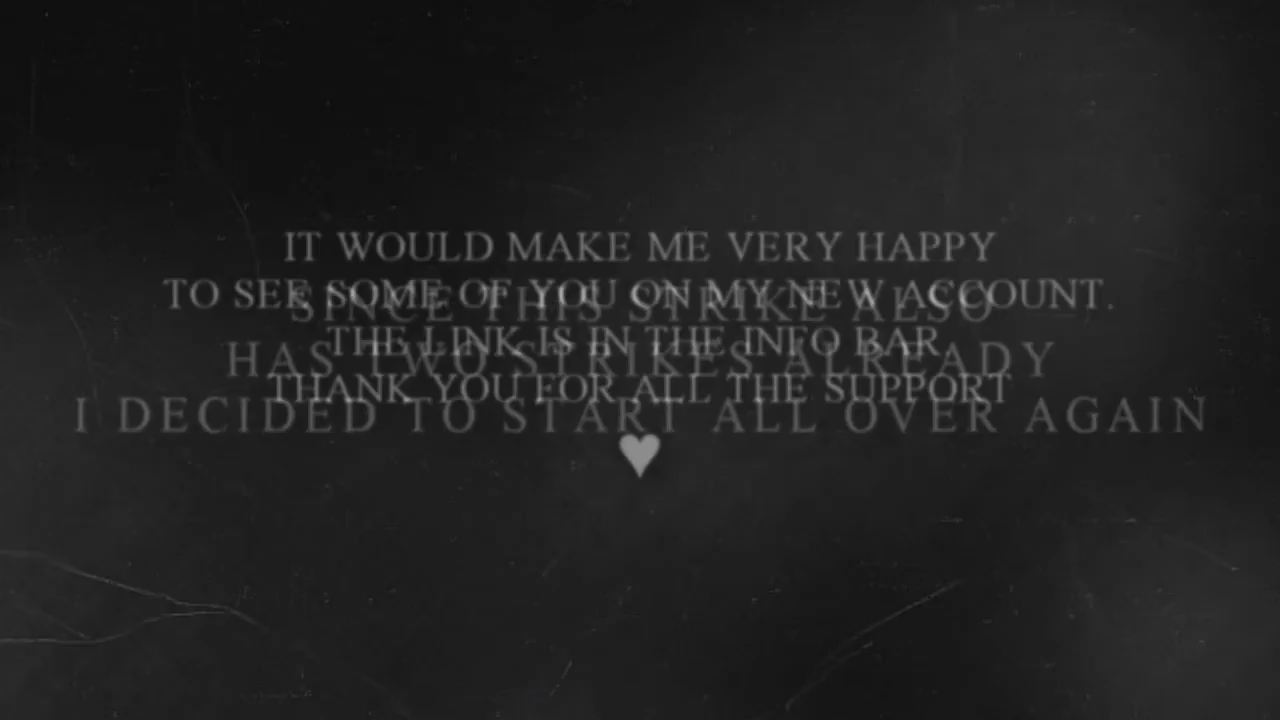 IT WOULD MAKE ME VERY HAPPY
TO SEE SOME OF YOU ON MY NEW ACCOUNT.
THE LINK IS IN THE INFO BAR.
THANK YOU FOR ALL THE SUPPORT
♥
SINCE THIS STRIKE ALSO
HAS TWO STRIKES ALREADY
I DECIDED TO START ALL OVER AGAIN